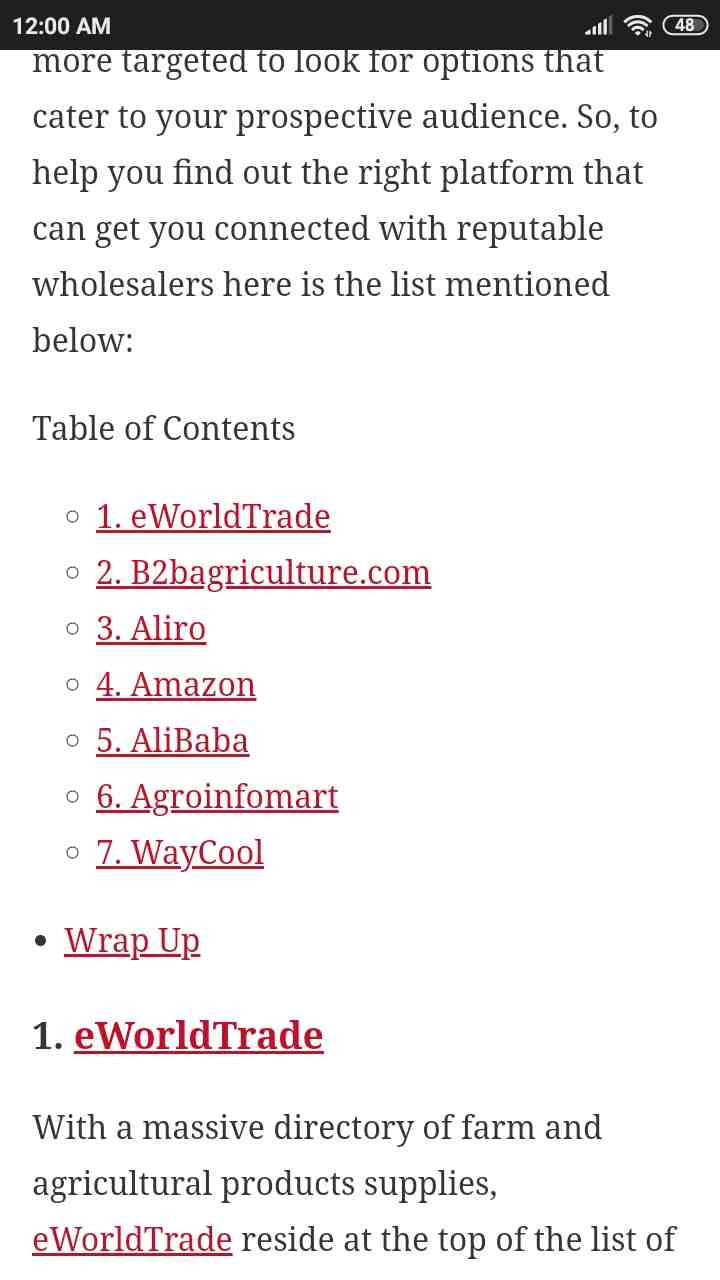 12:00 AM 48
more targeted to look for options that
cater to your prospective audience. So, to
help you find out the right platform that
can get you connected with reputable
wholesalers here is the list mentioned
below:
Table of Contents
1. eWorldTrade
2. B2bagriculture.com
3. Aliro
4. Amazon
5. AliBaba
6. Agroinfomart
7. WayCool
Wrap Up
1. eWorldTrade
With a massive directory of farm and
agricultural products supplies,
eWorldTrade reside at the top of the list of